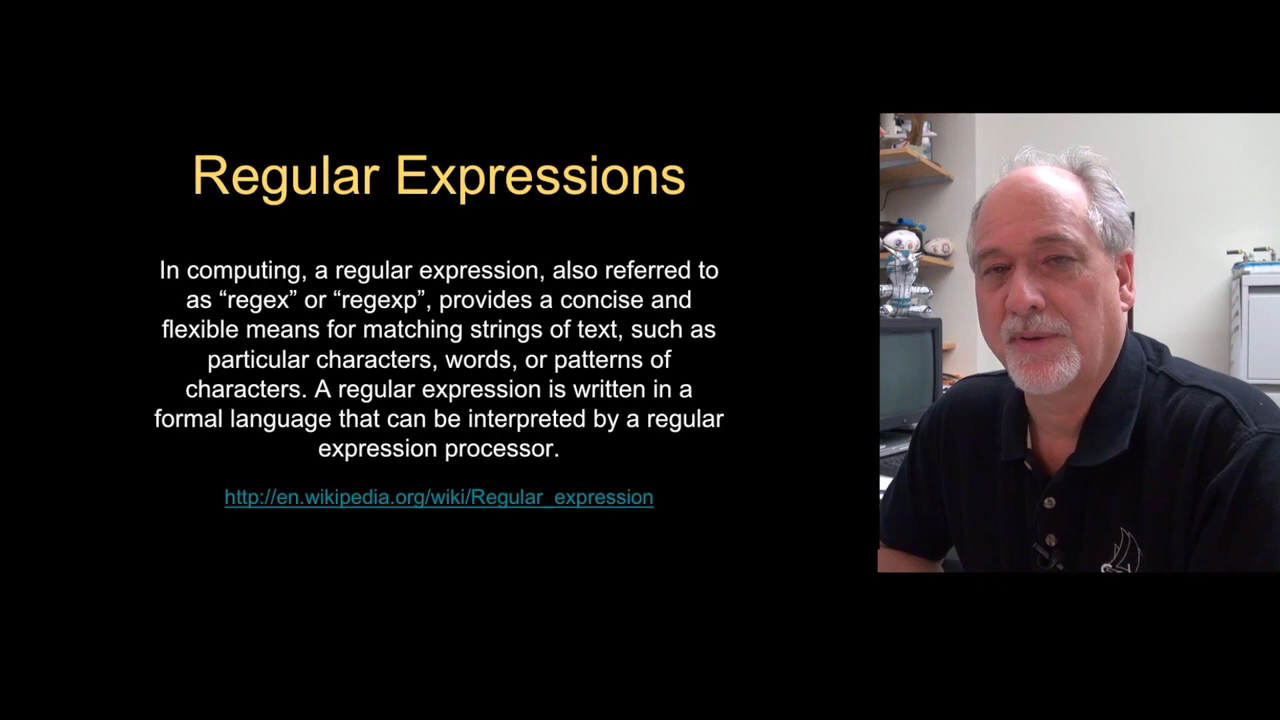 Regular Expressions
In computing, a regular expression, also referred to
as “regex” or “regexp”, provides a concise and
flexible means for matching strings of text, such as
particular characters, words, or patterns of
characters. A regular expression is written in a
formal language that can be interpreted by a regular
expression processor.
http://en.wikipedia.org/wiki/Regular_expression